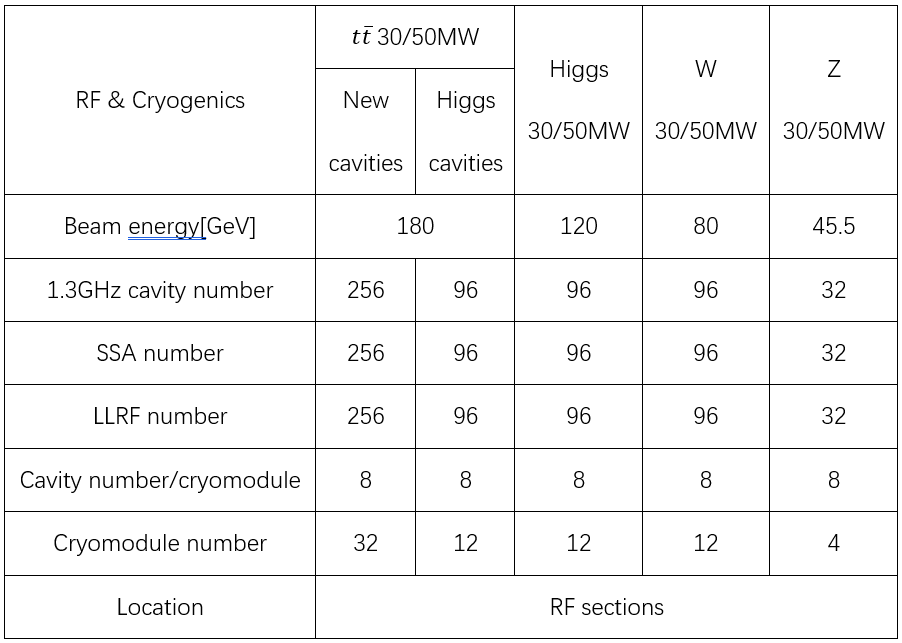 RF & Cryogenics
tt̄ 30/50MW
New cavities
Higgs cavities
Higgs 30/50MW
W 30/50MW
Z 30/50MW
Beam energy[GeV] 180 120 80 45.5
1.3GHz cavity number 256 96 96 96 32
SSA number 256 96 96 96 32
LLRF number 256 96 96 96 32
Cavity number/cryomodule 8 8 8 8 8
Cryomodule number 32 12 12 12 4
Location RF sections